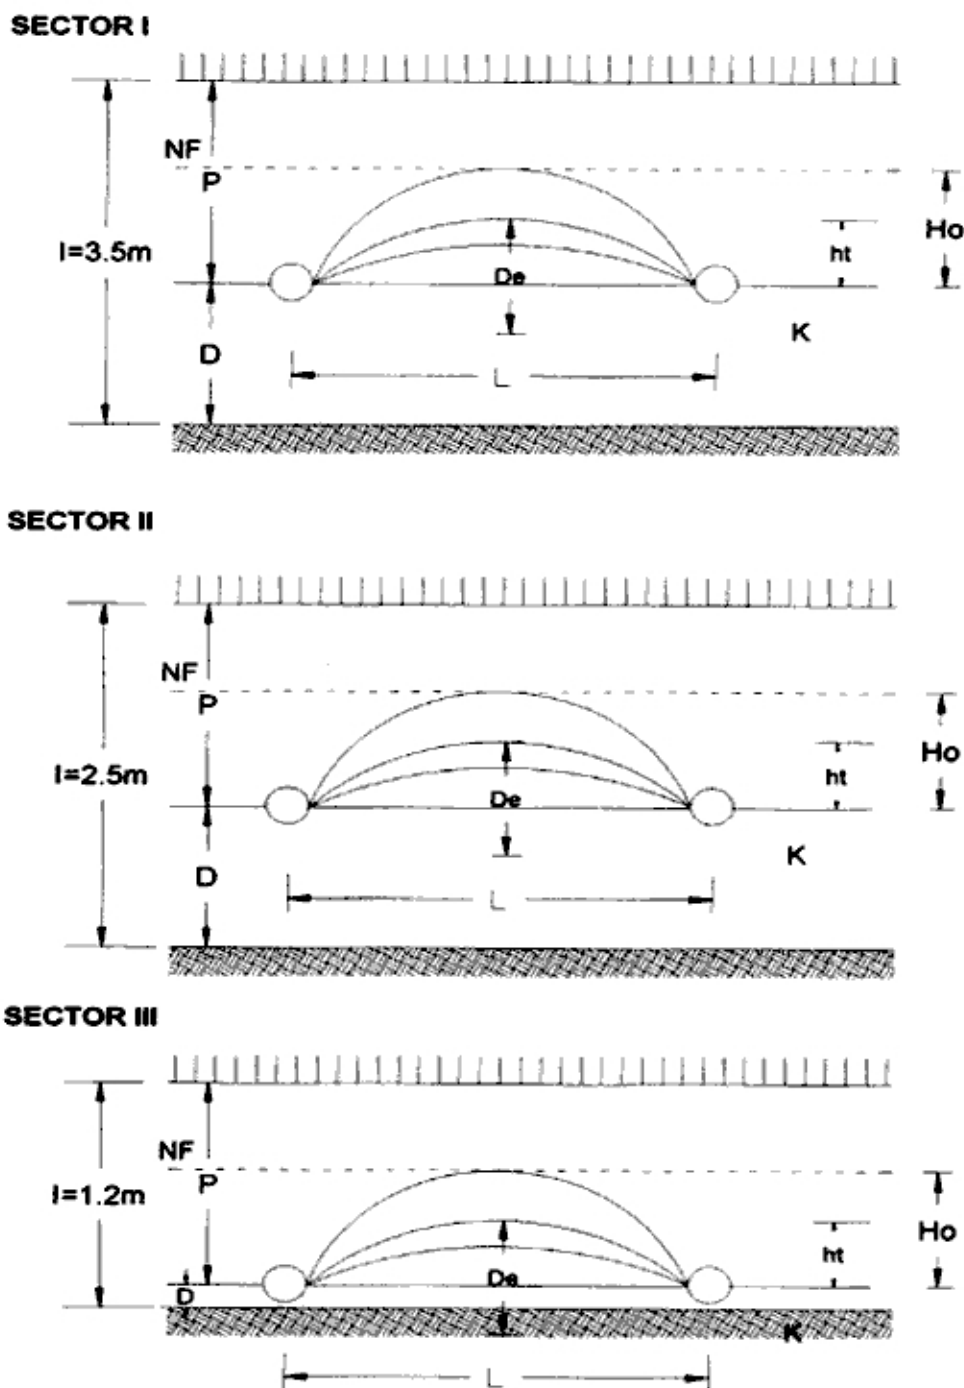 SECTOR I
NF
P
Ho
I=3.5m
ht
De
K
D
L
SECTOR II
NF
P
Ho
I=2.5m
ht
De
K
D
L
SECTOR III
NF
P
I=1.2m
Ho
ht
De
D
K
L